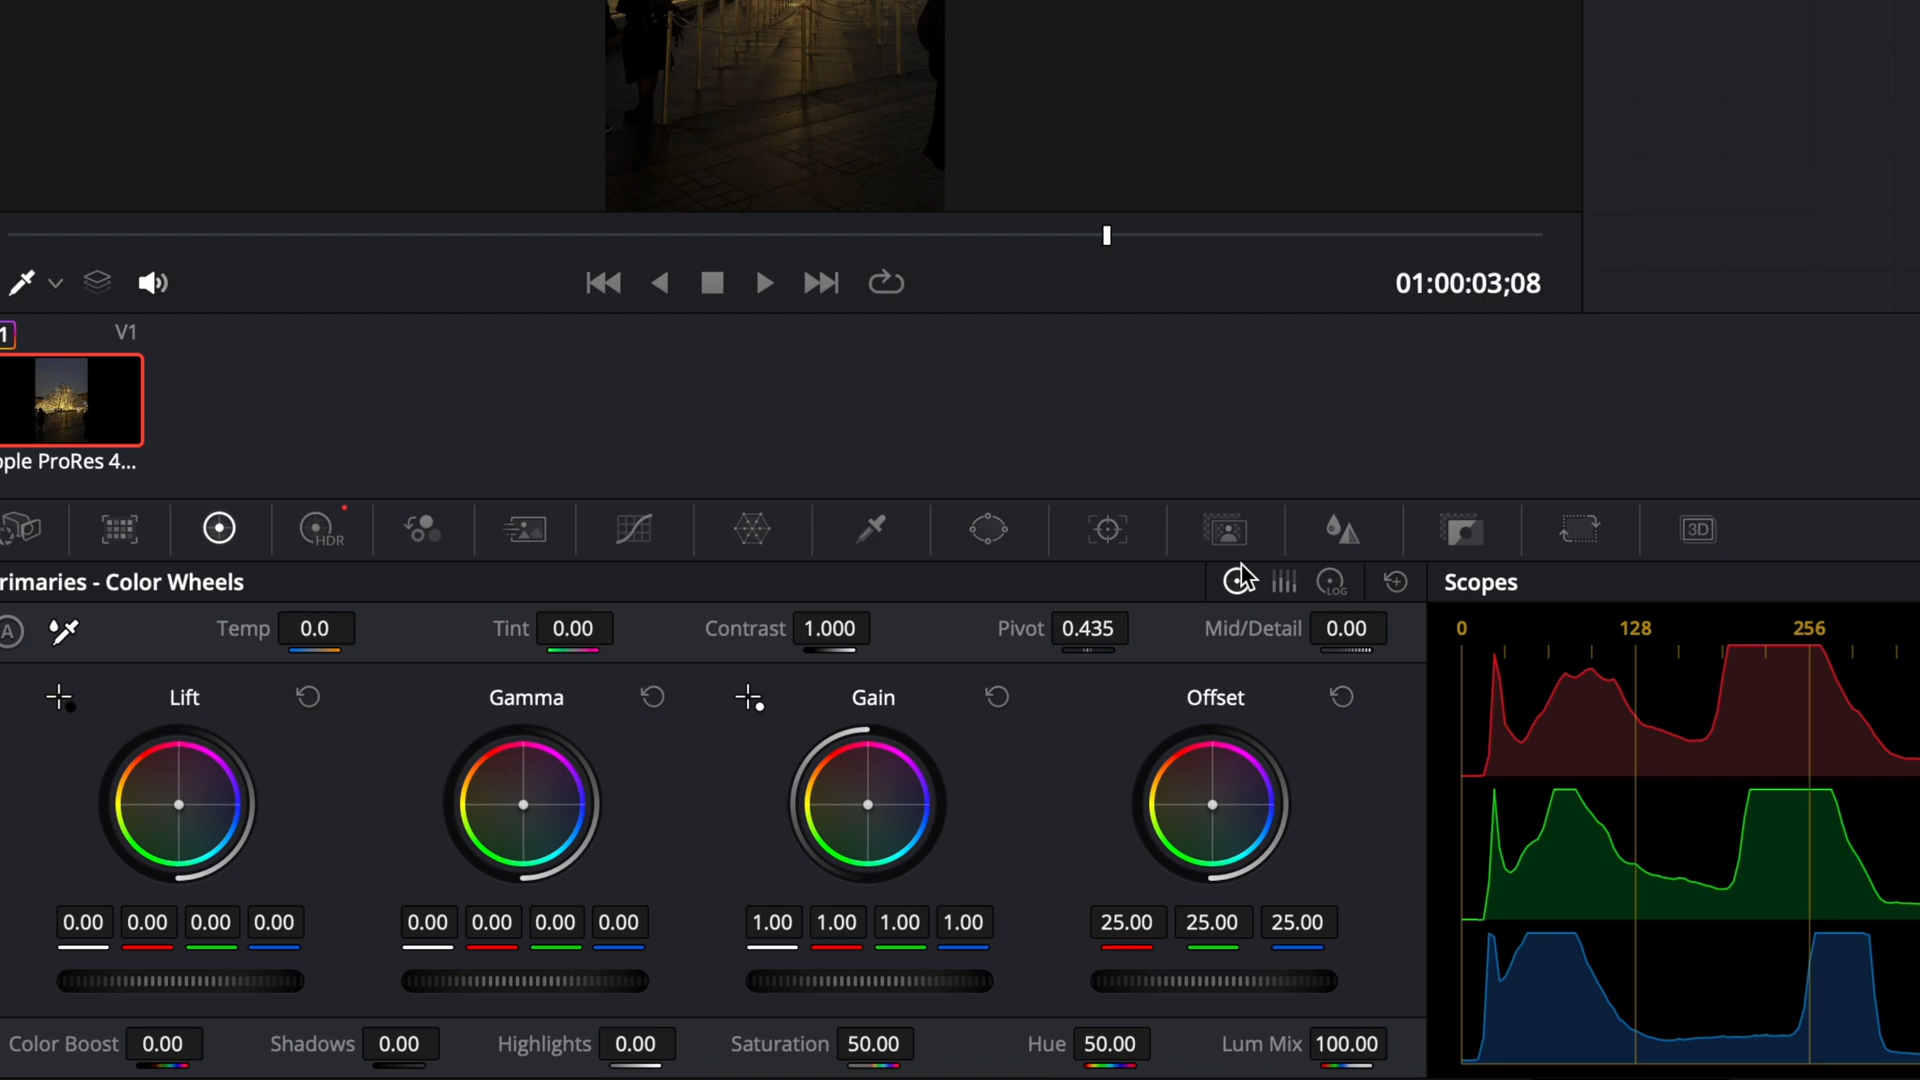 01:00:03;08
1 V1
ple ProRes 4...
HDR
3D
rimaries - Color Wheels
LOG
Scopes
A
Temp 0.0
Tint 0.00
Contrast 1.000
Pivot 0.435
Mid/Detail 0.00
0 128 256
Lift
Gamma
Gain
Offset
0.00 0.00 0.00 0.00
0.00 0.00 0.00 0.00
1.00 1.00 1.00 1.00
25.00 25.00 25.00
Color Boost 0.00
Shadows 0.00
Highlights 0.00
Saturation 50.00
Hue 50.00
Lum Mix 100.00